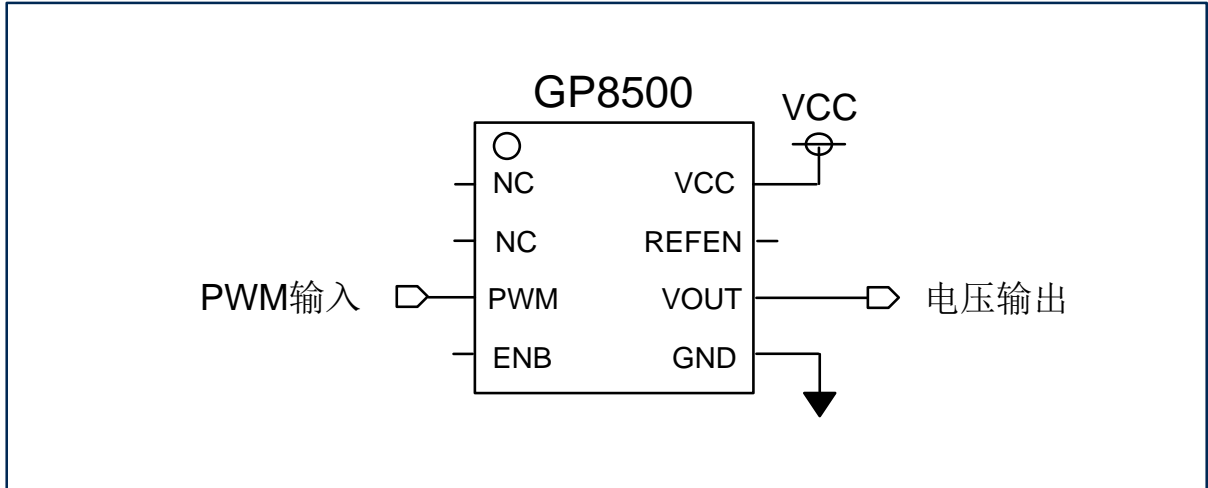 GP8500
VCC
NC VCC
NC REFEN
PWM输入 PWM VOUT 电压输出
ENB GND